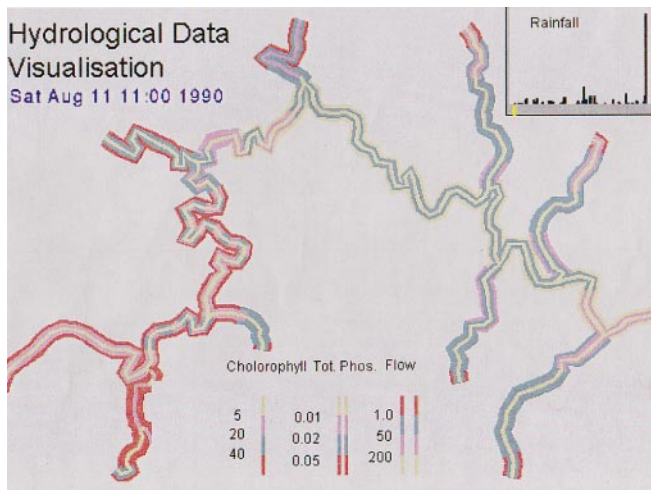 Hydrological Data
Visualisation
Sat Aug 11 11:00 1990
Rainfall
Cholorophyll Tot. Phos. Flow
5 0.01 1.0
20 0.02 50
40 0.05 200